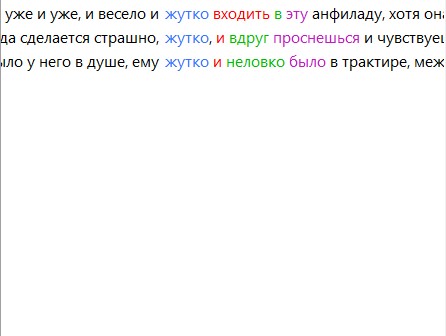 уже и уже, и весело и жутко входить в эту анфиладу, хотя она
да сделается страшно, жутко, и вдруг проснешься и чувствуеш
ыло у него в душе, ему жутко и неловко было в трактире, меж